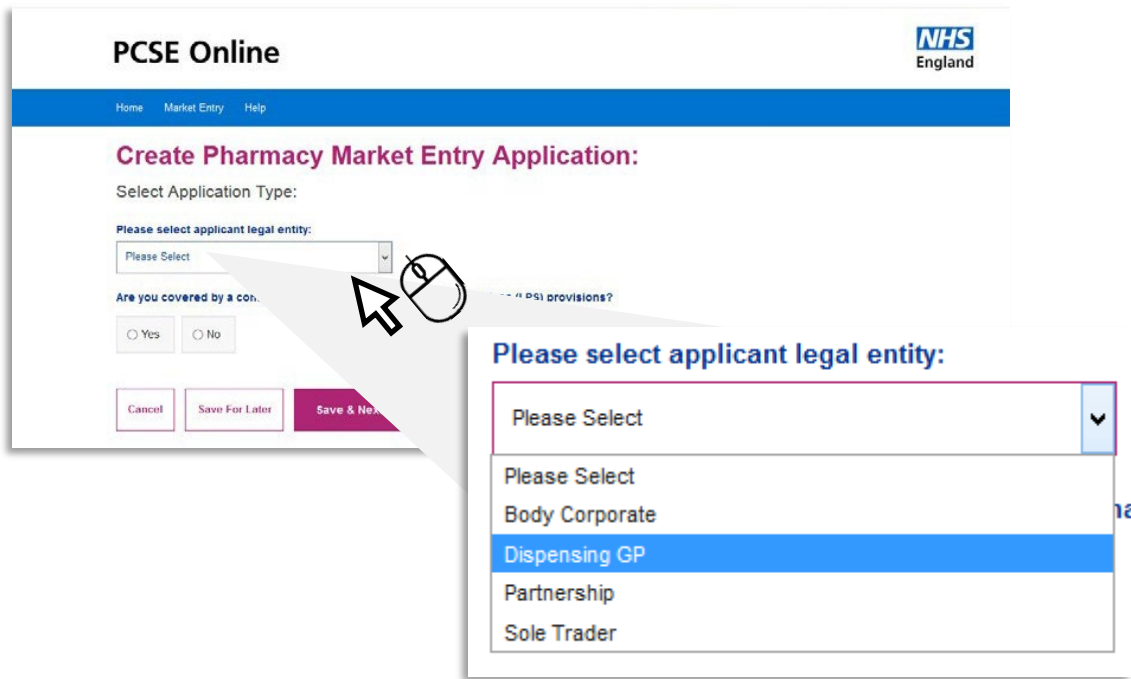 PCSE Online
NHS
England
Home Market Entry Help
Create Pharmacy Market Entry Application:
Select Application Type:
Please select applicant legal entity:
Please Select
Are you covered by a (LPS) provisions?
Yes No
Cancel Save For Later Save &
Please select applicant legal entity:
Please Select
Please Select
Body Corporate
Dispensing GP
Partnership
Sole Trader